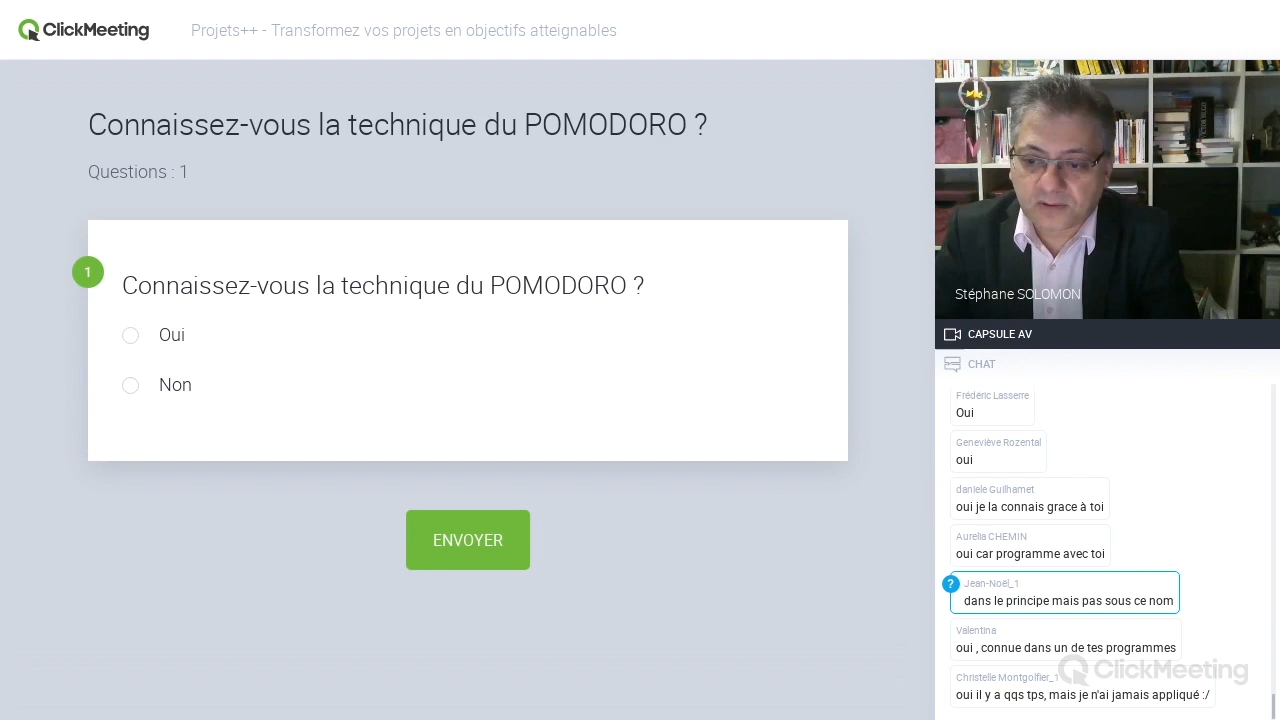 ClickMeeting
Projets++ - Transformez vos projets en objectifs atteignables
Connaissez-vous la technique du POMODORO ?
Questions : 1
1
Connaissez-vous la technique du POMODORO ?
Oui
Non
ENVOYER
Stéphane SOLOMON
CAPSULE AV
CHAT
Frédéric Lasserre
Oui
Geneviève Rozental
oui
daniele Guilhamet
oui je la connais grace à toi
Aurelia CHEMIN
oui car programme avec toi
?
Jean-Noël_1
dans le principe mais pas sous ce nom
Valentina
oui , connue dans un de tes programmes
ClickMeeting
Christelle Montgolfier_1
oui il y a qqs tps, mais je n'ai jamais appliqué :/